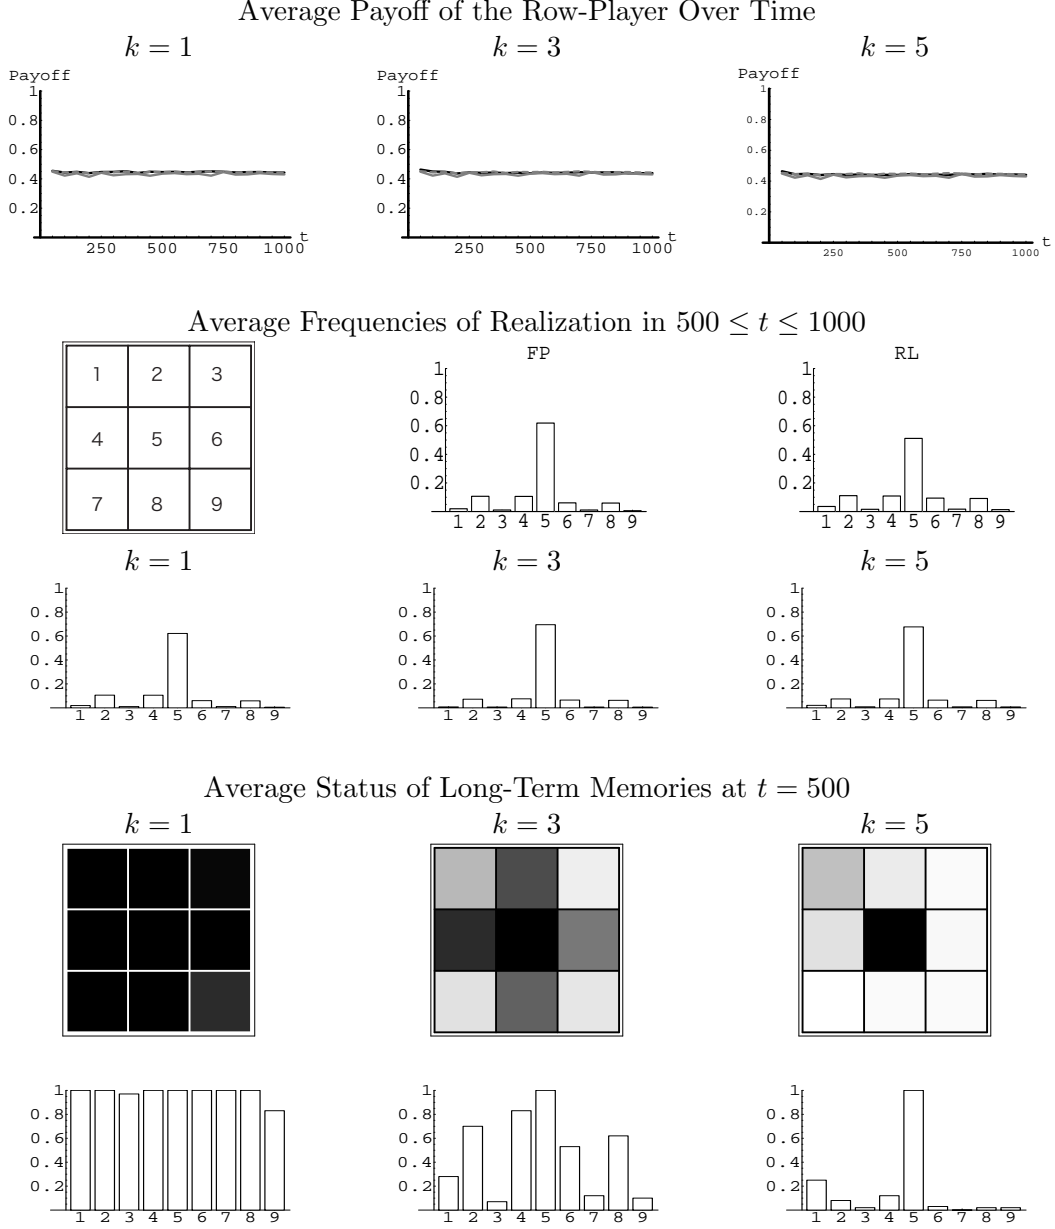 Average Payoff of the Row-Player Over Time
k = 1 k = 3 k = 5
Payoff Payoff Payoff
1 1 1
0.8 0.8 0.8
0.6 0.6 0.6
0.4 0.4 0.4
0.2 0.2 0.2
t t t
250 500 750 1000 250 500 750 1000 250 500 750 1000
Average Frequencies of Realization in 500 ≤ t ≤ 1000
1 2 3
4 5 6
7 8 9
FP RL
1 1
0.8 0.8
0.6 0.6
0.4 0.4
0.2 0.2
1 2 3 4 5 6 7 8 9 1 2 3 4 5 6 7 8 9
k = 1 k = 3 k = 5
1 1 1
0.8 0.8 0.8
0.6 0.6 0.6
0.4 0.4 0.4
0.2 0.2 0.2
1 2 3 4 5 6 7 8 9 1 2 3 4 5 6 7 8 9 1 2 3 4 5 6 7 8 9
Average Status of Long-Term Memories at t = 500
k = 1 k = 3 k = 5
1 1 1
0.8 0.8 0.8
0.6 0.6 0.6
0.4 0.4 0.4
0.2 0.2 0.2
1 2 3 4 5 6 7 8 9 1 2 3 4 5 6 7 8 9 1 2 3 4 5 6 7 8 9